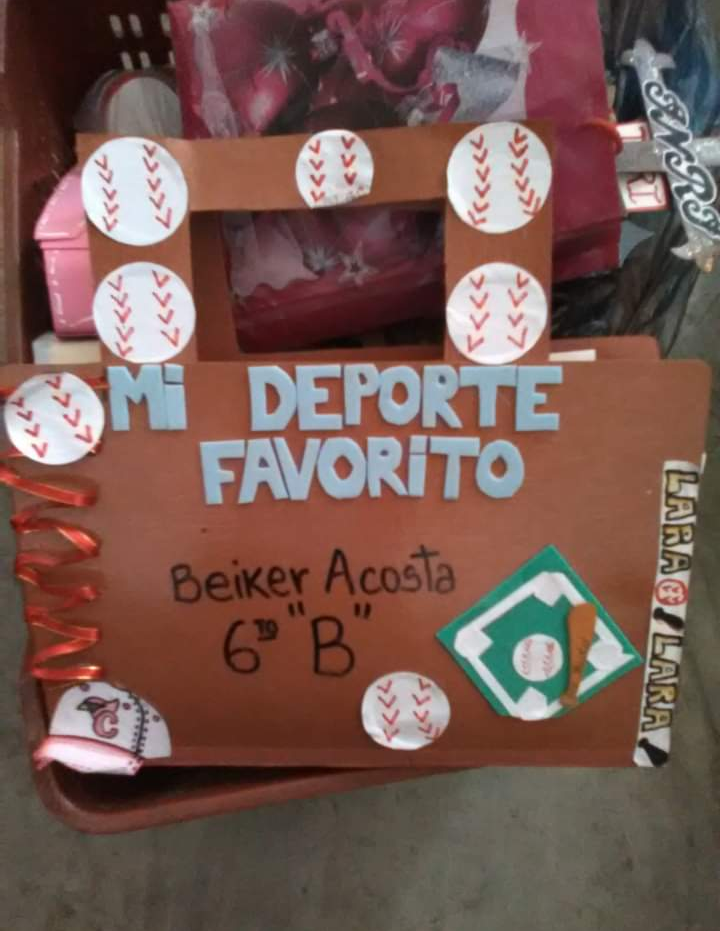 Mi DEPORTE
FAVORiTO
Beiker Acosta
6to "B"
LARA
LARA
C